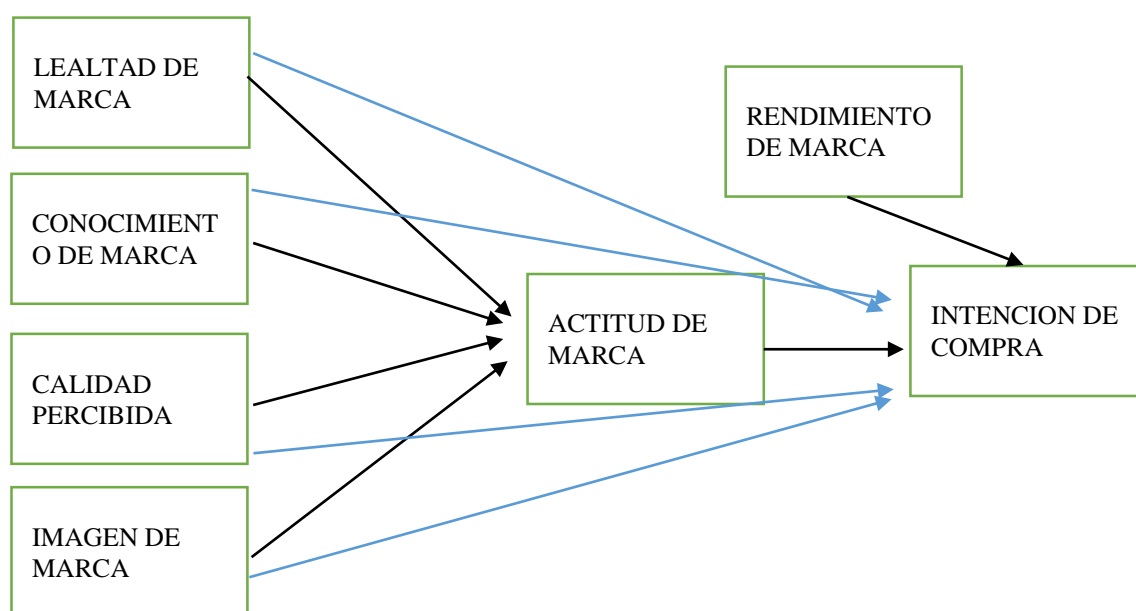 LEALTAD DE
MARCA
CONOCIMIENT
O DE MARCA
CALIDAD
PERCIBIDA
IMAGEN DE
MARCA
ACTITUD DE
MARCA
RENDIMIENTO
DE MARCA
INTENCION DE
COMPRA